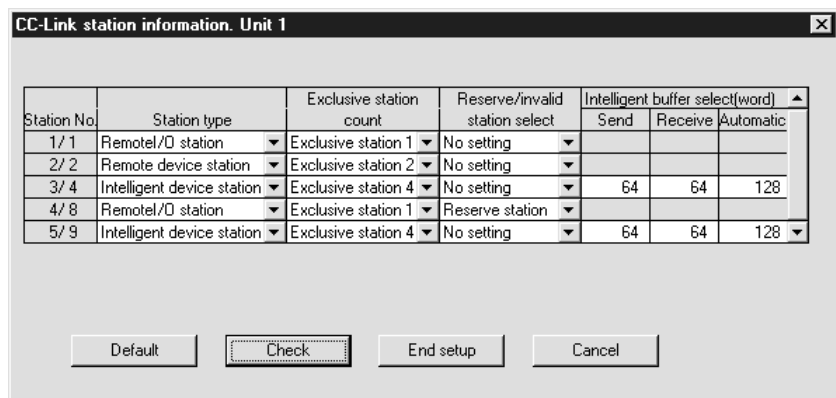 CC-Link station information. Unit 1
Exclusive station Reserve/invalid Intelligent buffer select(word)
Station No. Station type count station select Send Receive Automatic
1/ 1 RemoteI/O station Exclusive station 1 No setting
2/ 2 Remote device station Exclusive station 2 No setting
3/ 4 Intelligent device station Exclusive station 4 No setting 64 64 128
4/ 8 RemoteI/O station Exclusive station 1 Reserve station
5/ 9 Intelligent device station Exclusive station 4 No setting 64 64 128
Default Check End setup Cancel